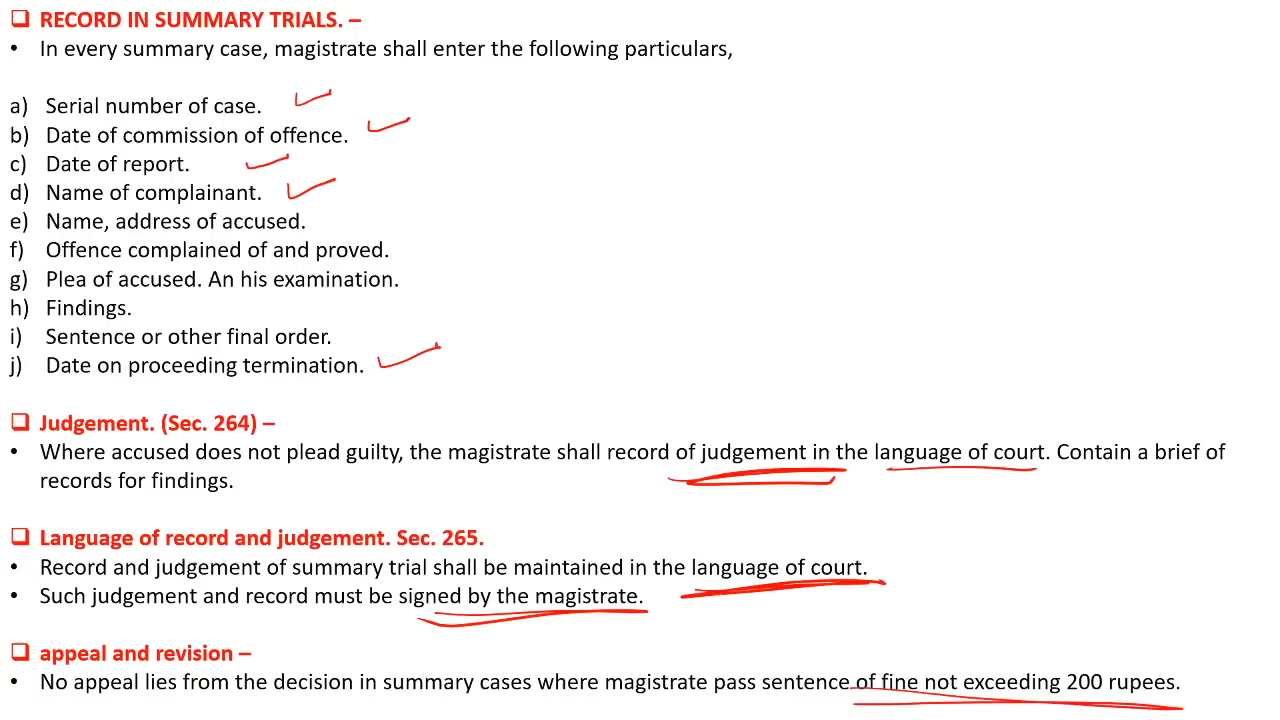 RECORD IN SUMMARY TRIALS. –
• In every summary case, magistrate shall enter the following particulars,
a) Serial number of case.
b) Date of commission of offence.
c) Date of report.
d) Name of complainant.
e) Name, address of accused.
f) Offence complained of and proved.
g) Plea of accused. An his examination.
h) Findings.
i) Sentence or other final order.
j) Date on proceeding termination.
Judgement. (Sec. 264) –
• Where accused does not plead guilty, the magistrate shall record of judgement in the language of court. Contain a brief of
records for findings.
Language of record and judgement. Sec. 265.
• Record and judgement of summary trial shall be maintained in the language of court.
• Such judgement and record must be signed by the magistrate.
appeal and revision –
• No appeal lies from the decision in summary cases where magistrate pass sentence of fine not exceeding 200 rupees.